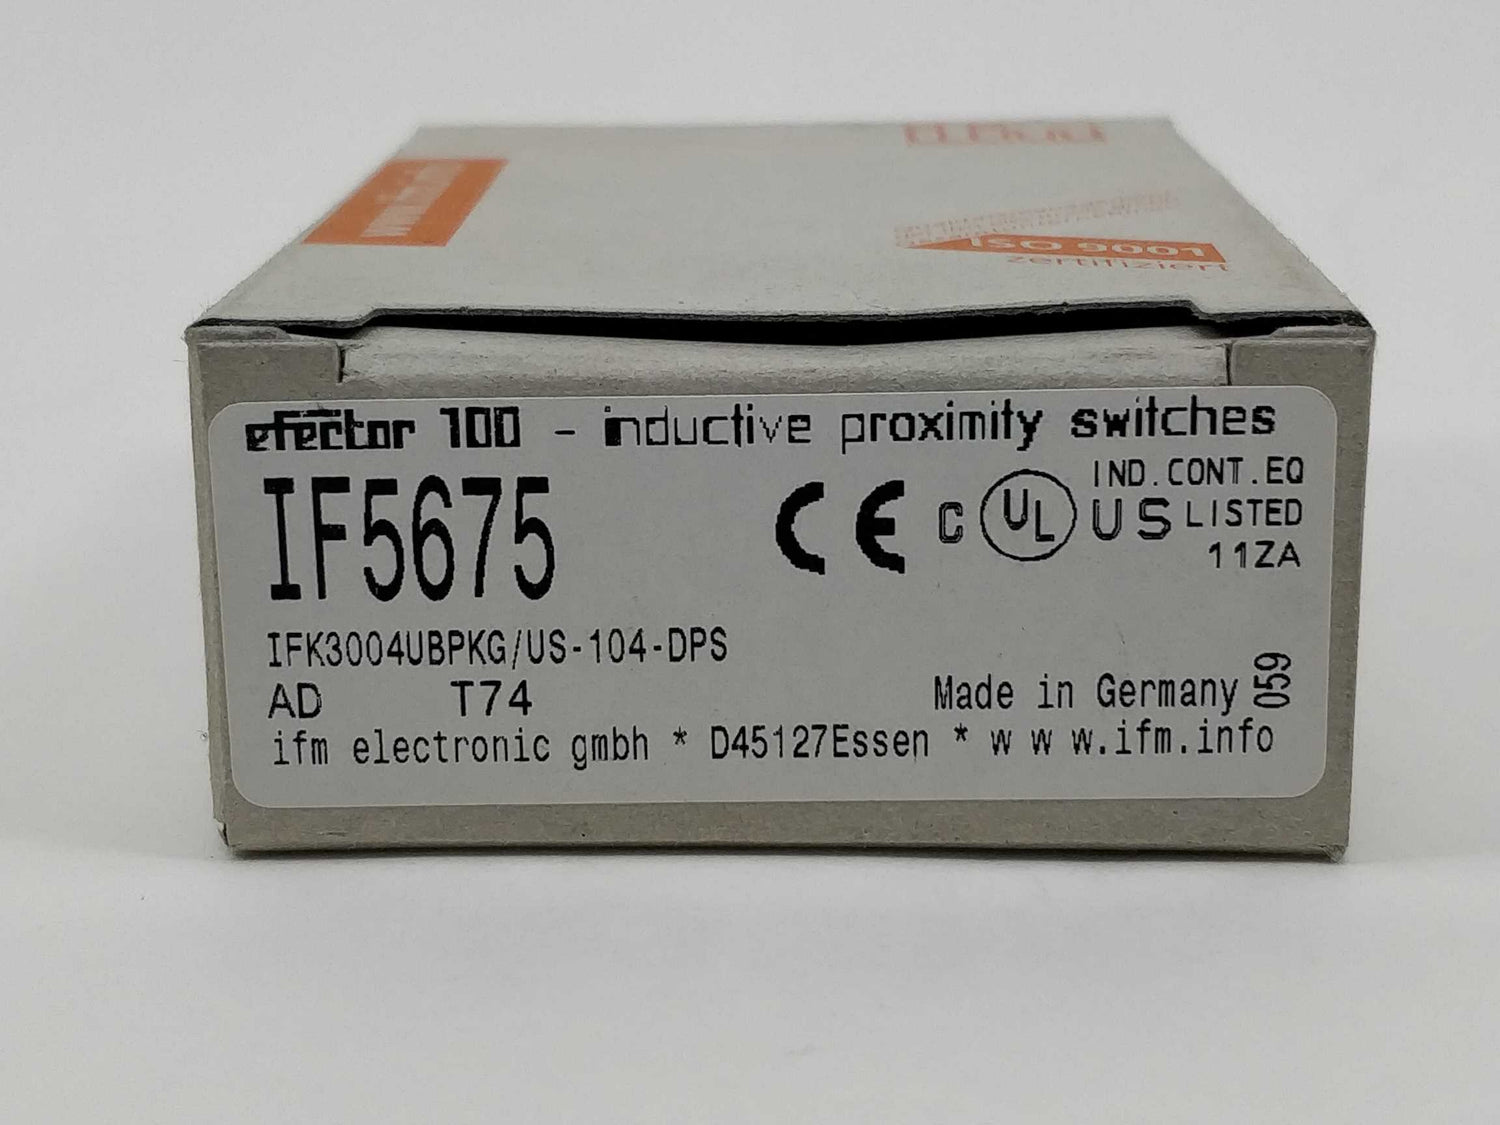 ISO 9001
zertifiziert
efector 100 - inductive proximity switches
IF5675
CE
C UL US
IND.CONT.EQ
LISTED
11ZA
IFK3004UBPKG/US-104-DPS
AD T74
Made in Germany 059
ifm electronic gmbh * D45127Essen * w w w.ifm.info